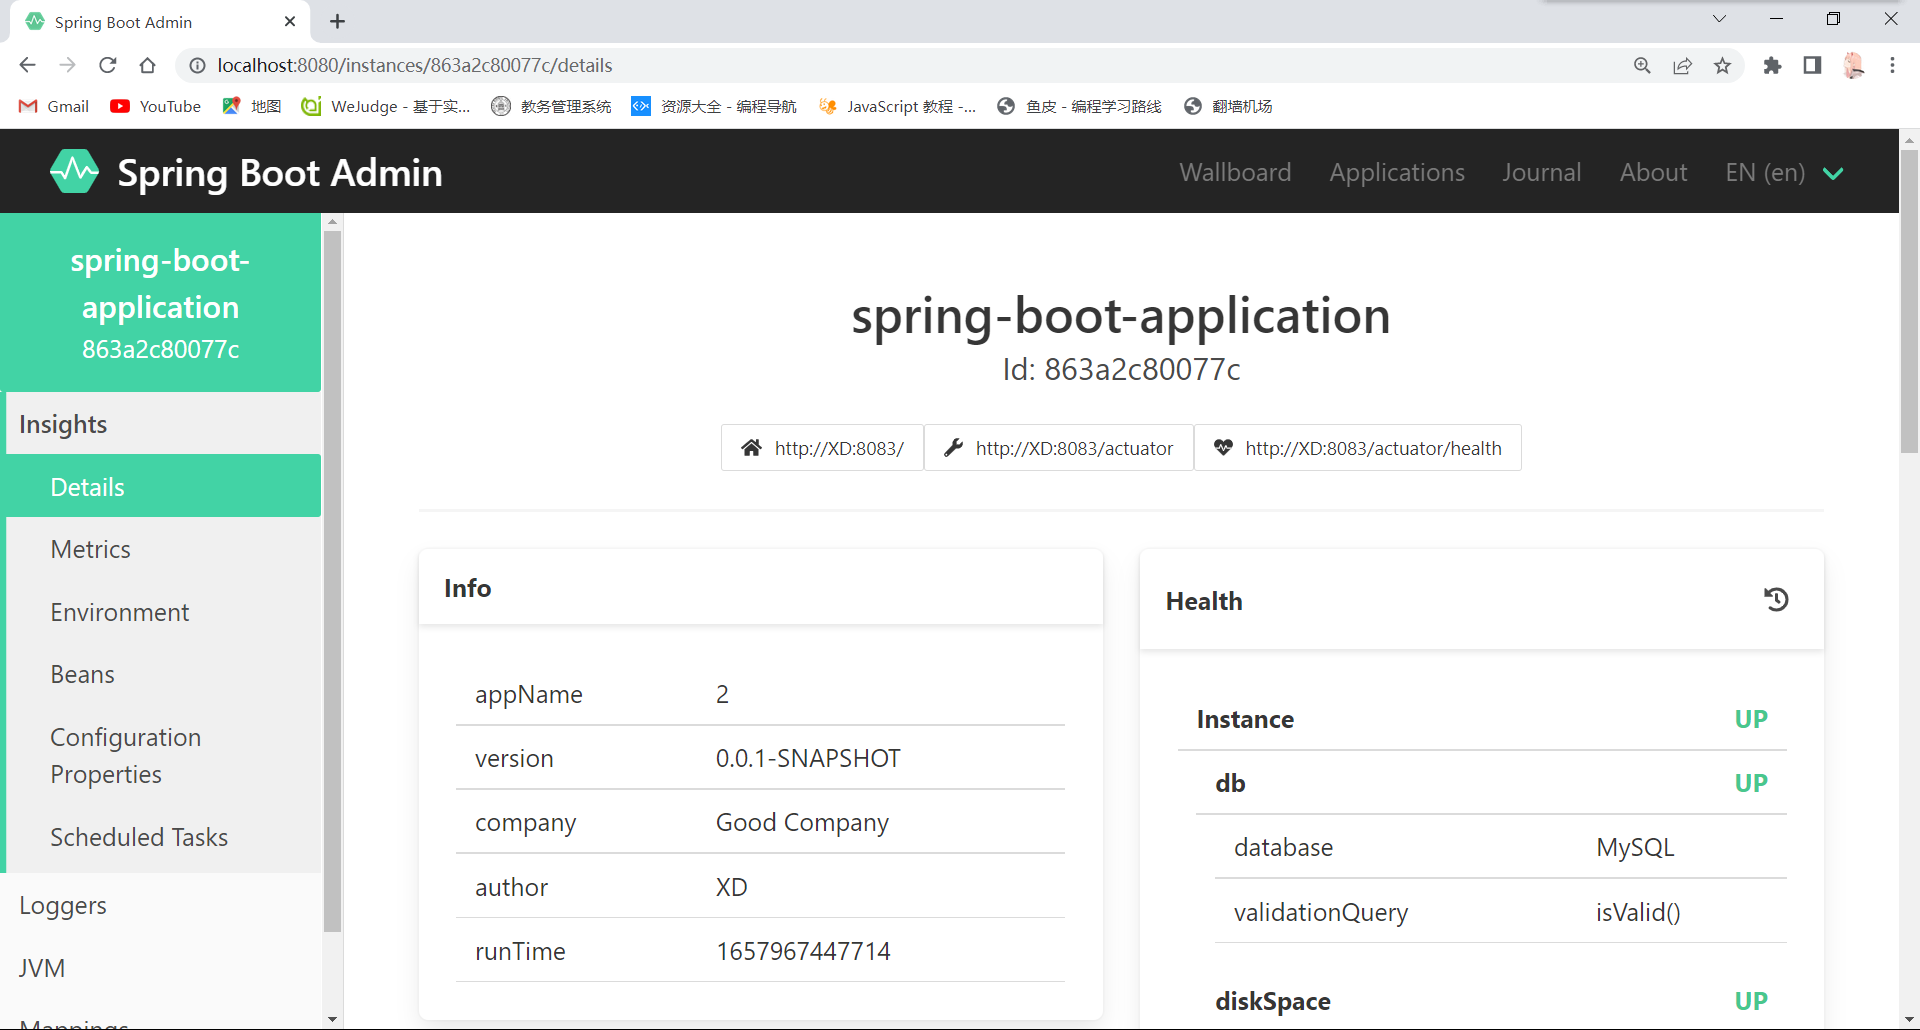 Spring Boot Admin
localhost:8080/instances/863a2c80077c/details
Gmail
YouTube
地图
WeJudge - 基于实...
教务管理系统
资源大全 - 编程导航
JavaScript 教程 -...
鱼皮 - 编程学习路线
翻墙机场
Spring Boot Admin
Wallboard
Applications
Journal
About
EN (en)
spring-boot-
application
863a2c80077c
Insights
Details
Metrics
Environment
Beans
Configuration
Properties
Scheduled Tasks
Loggers
JVM
Mappings
spring-boot-application
Id: 863a2c80077c
http://XD:8083/
http://XD:8083/actuator
http://XD:8083/actuator/health
Info
appName 2
version 0.0.1-SNAPSHOT
company Good Company
author XD
runTime 1657967447714
Health
Instance UP
db UP
database MySQL
validationQuery isValid()
diskSpace UP